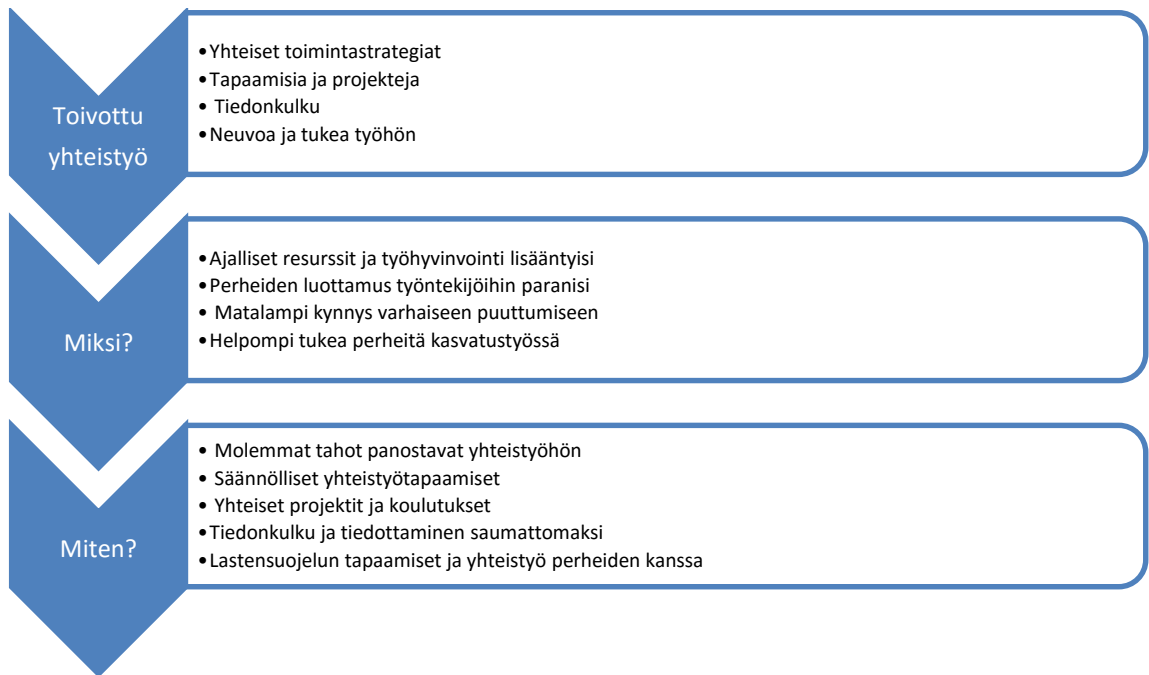 Toivottu
yhteistyö
•Yhteiset toimintastrategiat
•Tapaamisia ja projekteja
• Tiedonkulku
•Neuvoa ja tukea työhön
Miksi?
•Ajalliset resurssit ja työhyvinvointi lisääntyisi
•Perheiden luottamus työntekijöihin paranisi
• Matalampi kynnys varhaiseen puuttumiseen
•Helpompi tukea perheitä kasvatustyössä
Miten?
• Molemmat tahot panostavat yhteistyöhön
• Säännölliset yhteistyötapaamiset
• Yhteiset projektit ja koulutukset
•Tiedonkulku ja tiedottaminen saumattomaksi
•Lastensuojelun tapaamiset ja yhteistyö perheiden kanssa